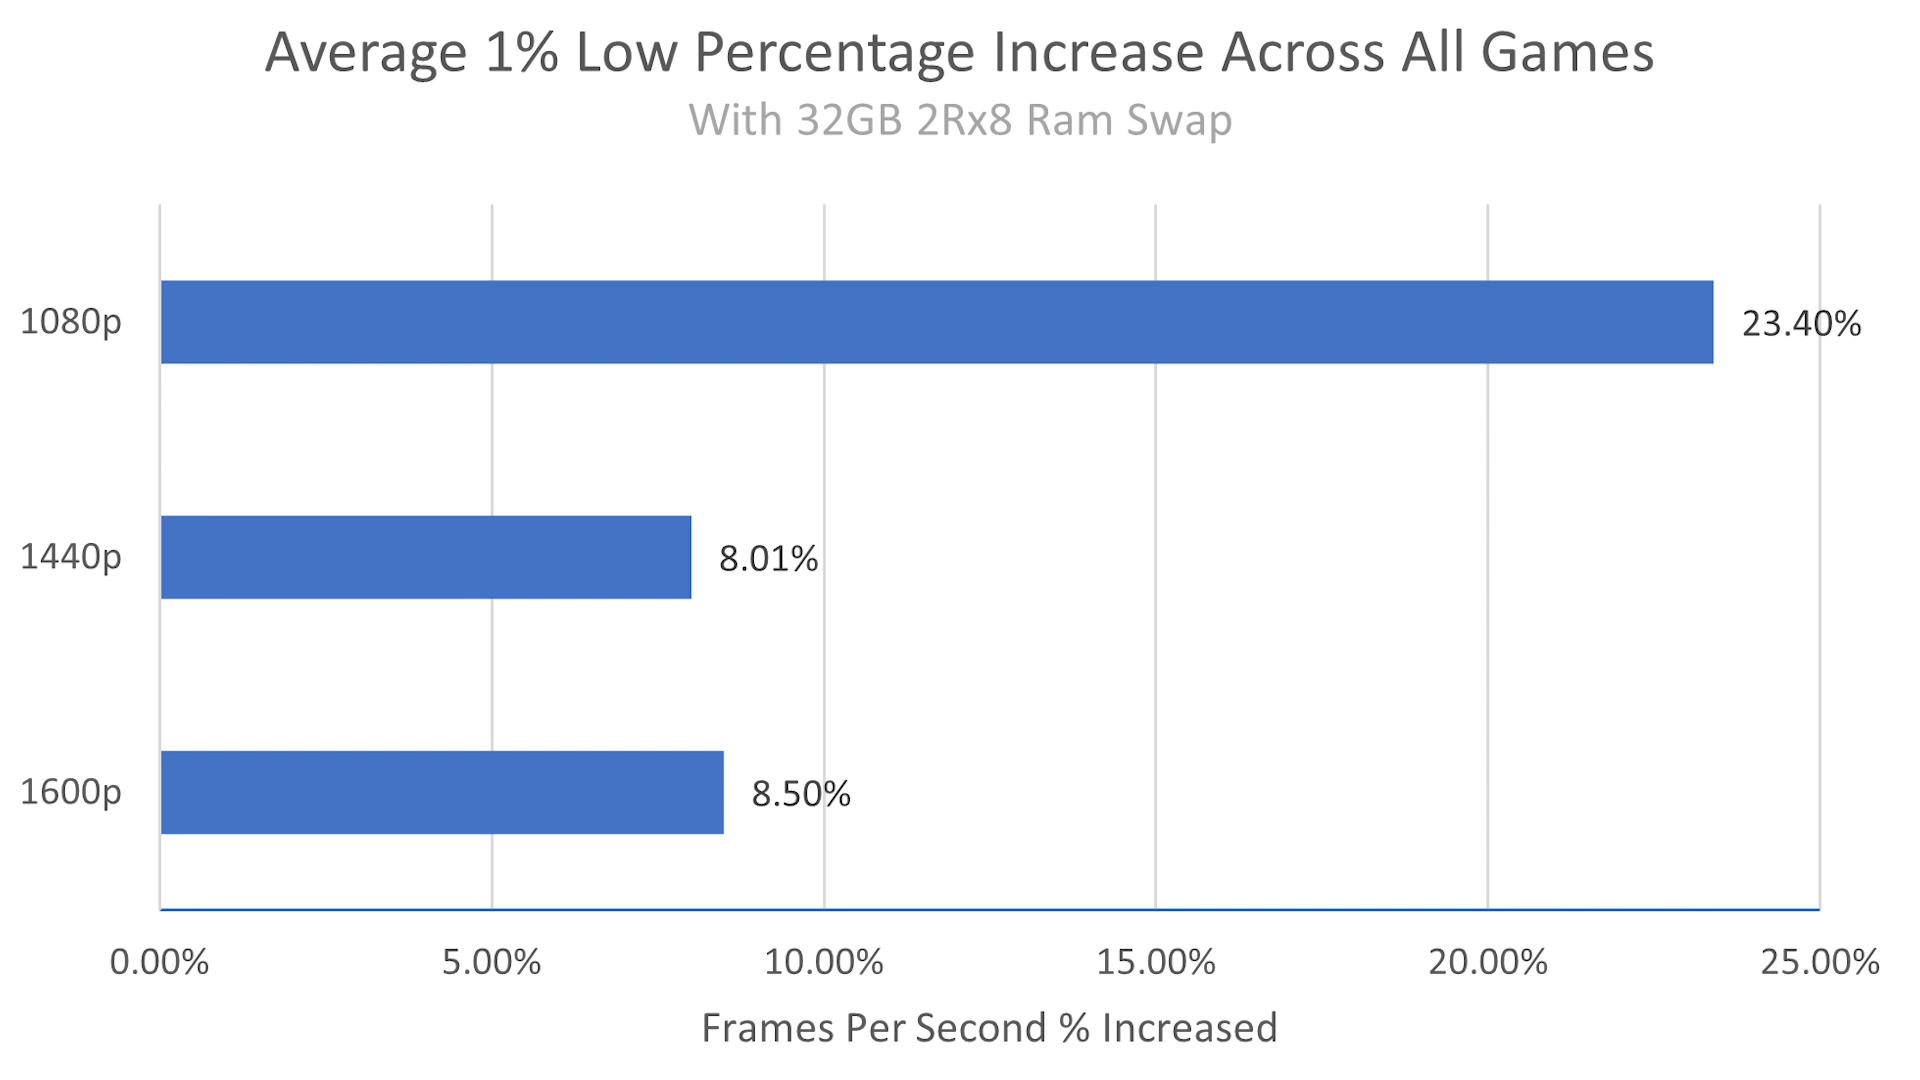 Average 1% Low Percentage Increase Across All Games
With 32GB 2Rx8 Ram Swap
1080p
23.40%
1440p
8.01%
1600p
8.50%
0.00% 5.00% 10.00% 15.00% 20.00% 25.00%
Frames Per Second % Increased